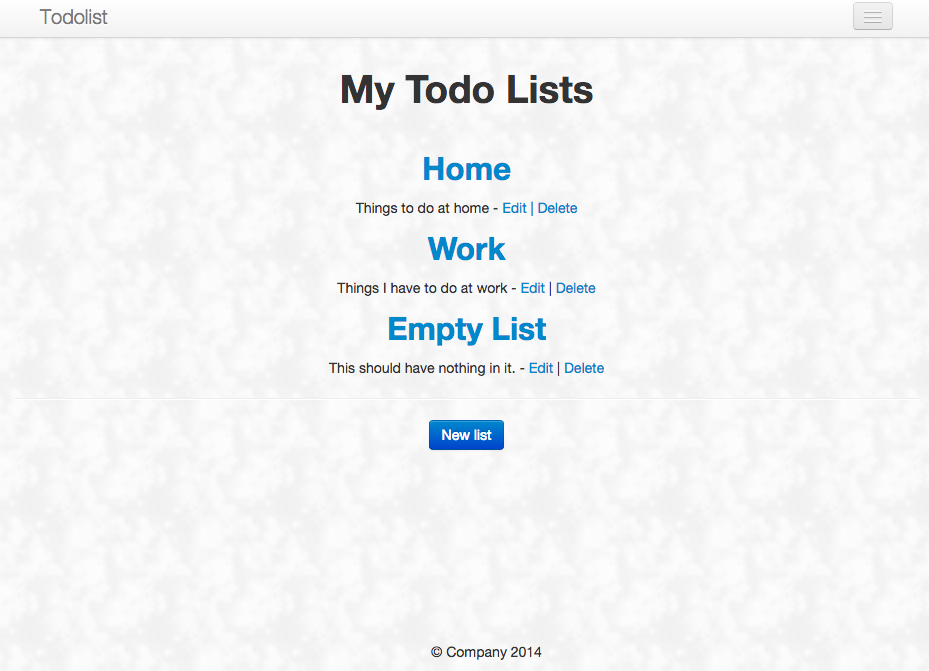 Todolist
My Todo Lists
Home
Things to do at home - Edit | Delete
Work
Things I have to do at work - Edit | Delete
Empty List
This should have nothing in it. - Edit | Delete
New list
© Company 2014